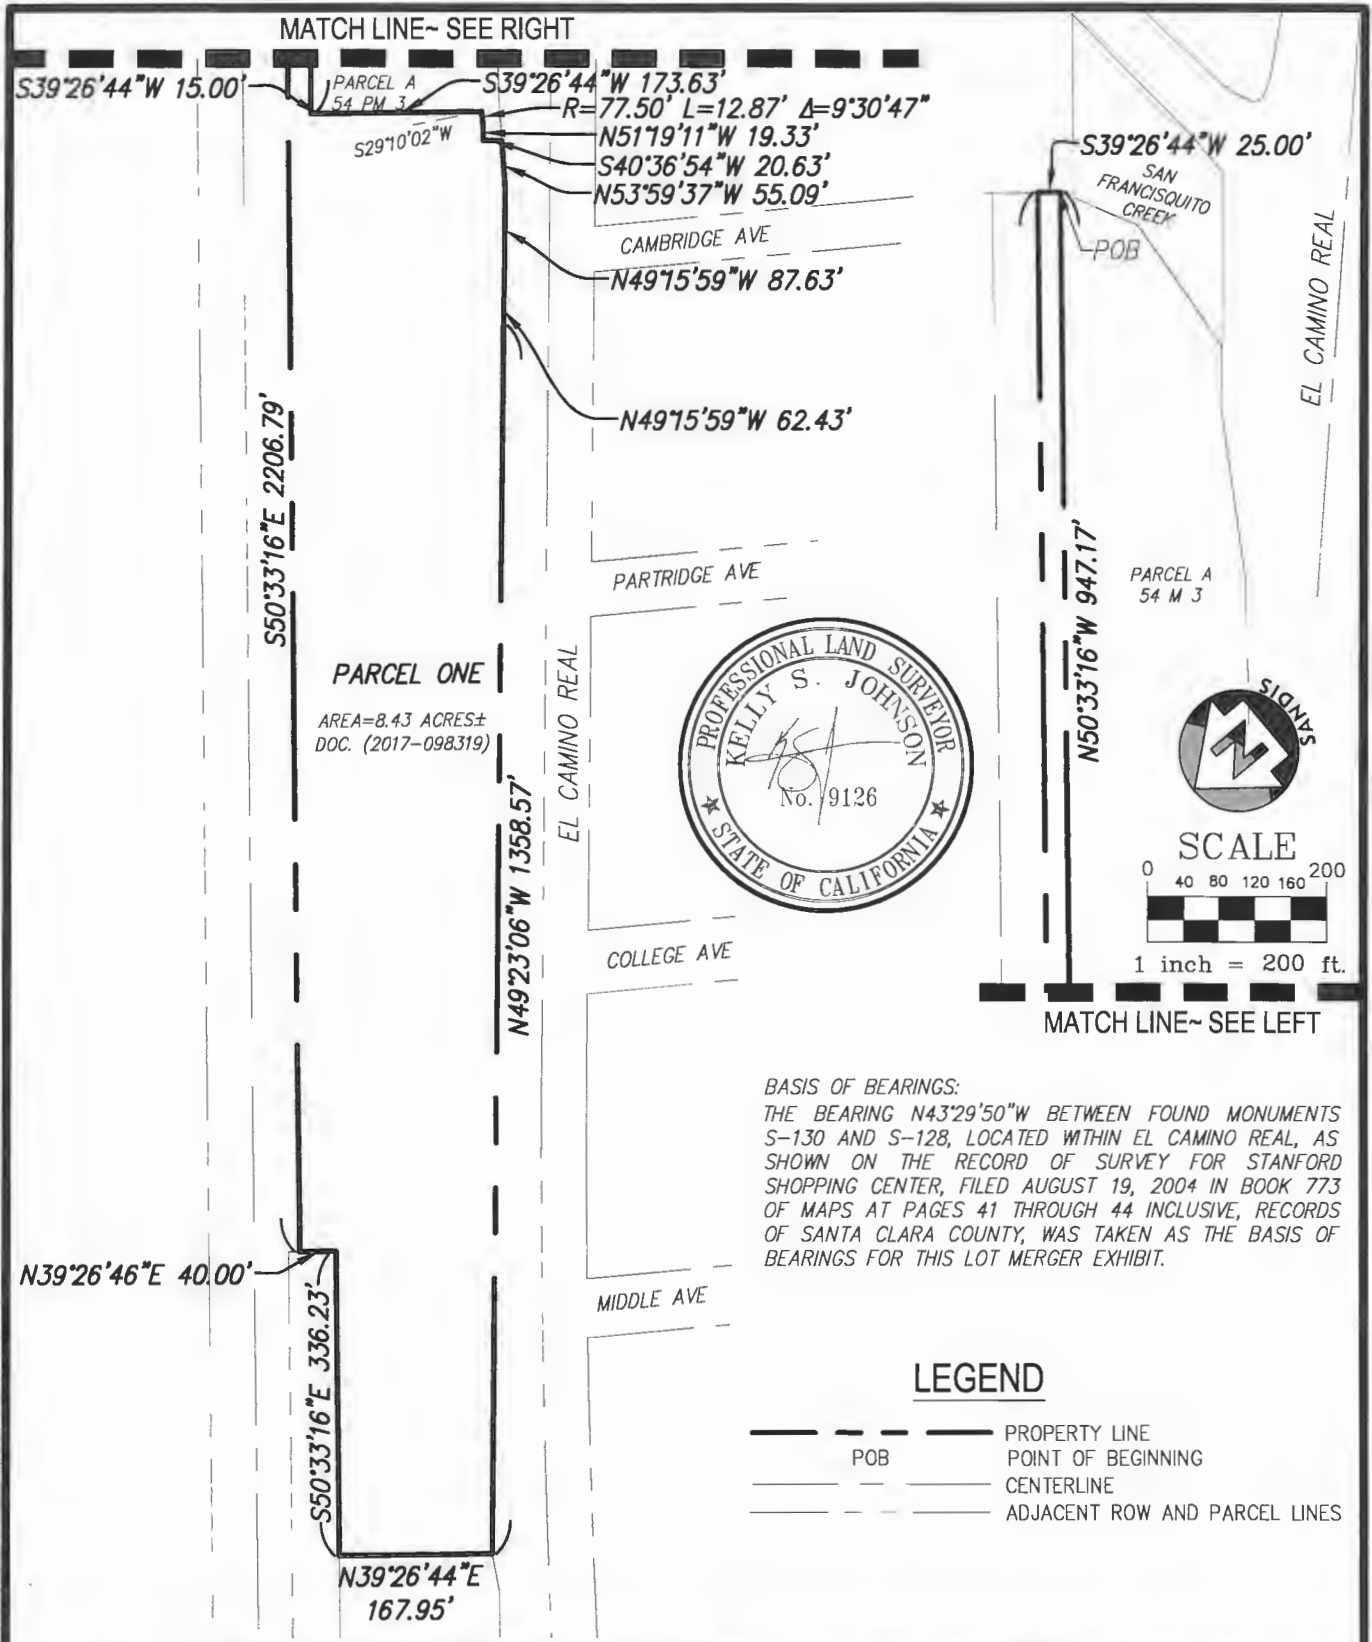 MATCH LINE~ SEE RIGHT
S39°26'44"W 15.00'
PARCEL A
54 PM 3
S39°26'44"W 173.63'
R=77.50' L=12.87' Δ=9°30'47"
S29°10'02"W
N51°19'11"W 19.33'
S40°36'54"W 20.63'
N53°59'37"W 55.09'
CAMBRIDGE AVE
N49°15'59"W 87.63'
N49°15'59"W 62.43'
S50°33'16"E 2206.79'
PARTRIDGE AVE
PARCEL ONE
AREA=8.43 ACRES±
DOC. (2017-098319)
EL CAMINO REAL
N49°23'06"W 1358.57'
COLLEGE AVE
N39°26'46"E 40.00'
MIDDLE AVE
S50°33'16"E 336.23'
N39°26'44"E
167.95'
S39°26'44"W 25.00'
SAN
FRANCISQUITO
CREEK
POB
EL CAMINO REAL
N50°33'16"W 947.17'
PARCEL A
54 M 3
PROFESSIONAL LAND SURVEYOR
KELLY S. JOHNSON
No. 9126
STATE OF CALIFORNIA
SANDIS
N
SCALE
0 40 80 120 160 200
1 inch = 200 ft.
MATCH LINE~ SEE LEFT
BASIS OF BEARINGS:
THE BEARING N43°29'50"W BETWEEN FOUND MONUMENTS
S-130 AND S-128, LOCATED WITHIN EL CAMINO REAL, AS
SHOWN ON THE RECORD OF SURVEY FOR STANFORD
SHOPPING CENTER, FILED AUGUST 19, 2004 IN BOOK 773
OF MAPS AT PAGES 41 THROUGH 44 INCLUSIVE, RECORDS
OF SANTA CLARA COUNTY, WAS TAKEN AS THE BASIS OF
BEARINGS FOR THIS LOT MERGER EXHIBIT.
LEGEND
PROPERTY LINE
POB POINT OF BEGINNING
CENTERLINE
ADJACENT ROW AND PARCEL LINES